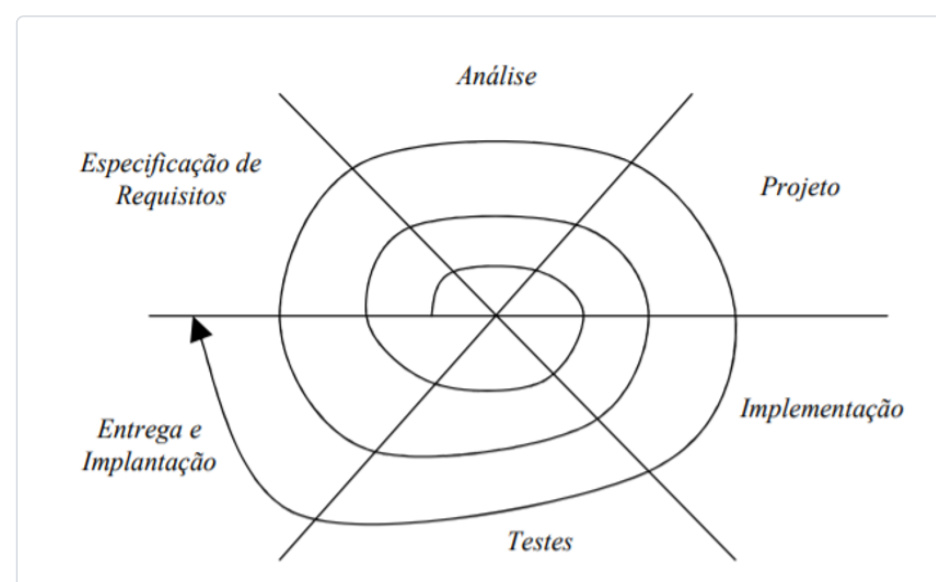 Análise
Especificação de
Requisitos
Projeto
Implementação
Entrega e
Implantação
Testes